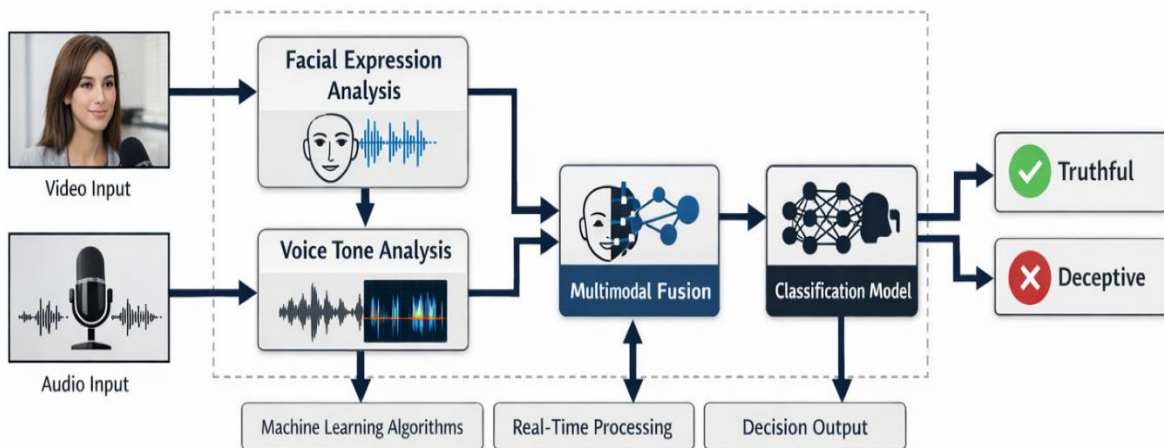 Video Input
Audio Input
Facial Expression
Analysis
Voice Tone Analysis
Multimodal Fusion
Classification Model
Truthful
Deceptive
Machine Learning Algorithms
Real-Time Processing
Decision Output